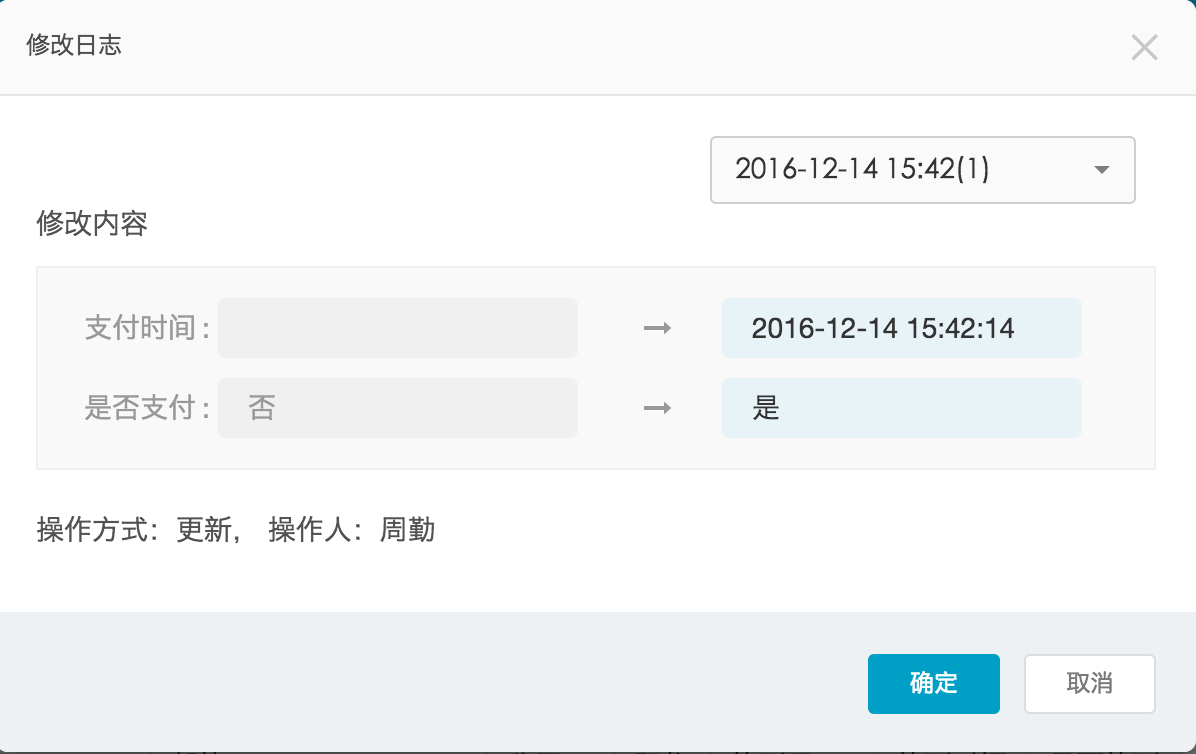 修改日志
2016-12-14 15:42(1)
修改内容
支付时间: → 2016-12-14 15:42:14
是否支付: 否 → 是
操作方式：更新， 操作人：周勤
确定 取消